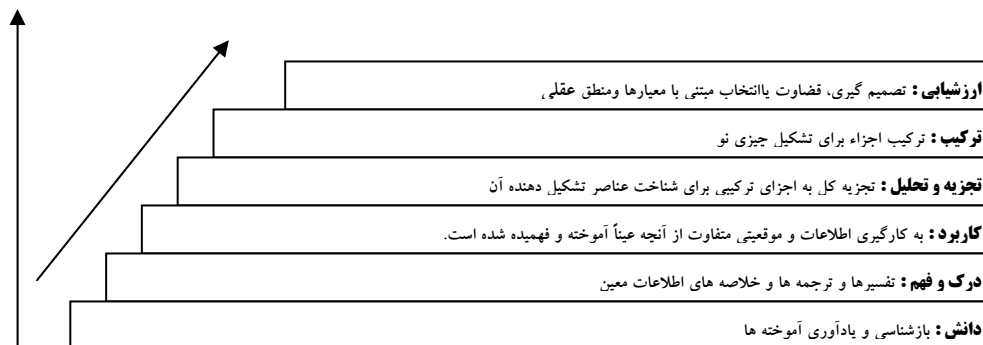 ارزشیابی : تصمیم گیری، قضاوت یاانتخاب مبتنی با معیارها ومنطق عقلی
ترکیب : ترکیب اجزاء برای تشکیل چیزی نو
تجزیه و تحلیل : تجزیه کل به اجزای ترکیبی برای شناخت عناصر تشکیل دهنده آن
کاربرد : به کارگیری اطلاعات و موقعیتی متفاوت از آنچه عیناً آموخته و فهمیده شده است.
درک و فهم : تفسیرها و ترجمه ها و خلاصه های اطلاعات معین
دانش : بازشناسی و یادآوری آموخته ها